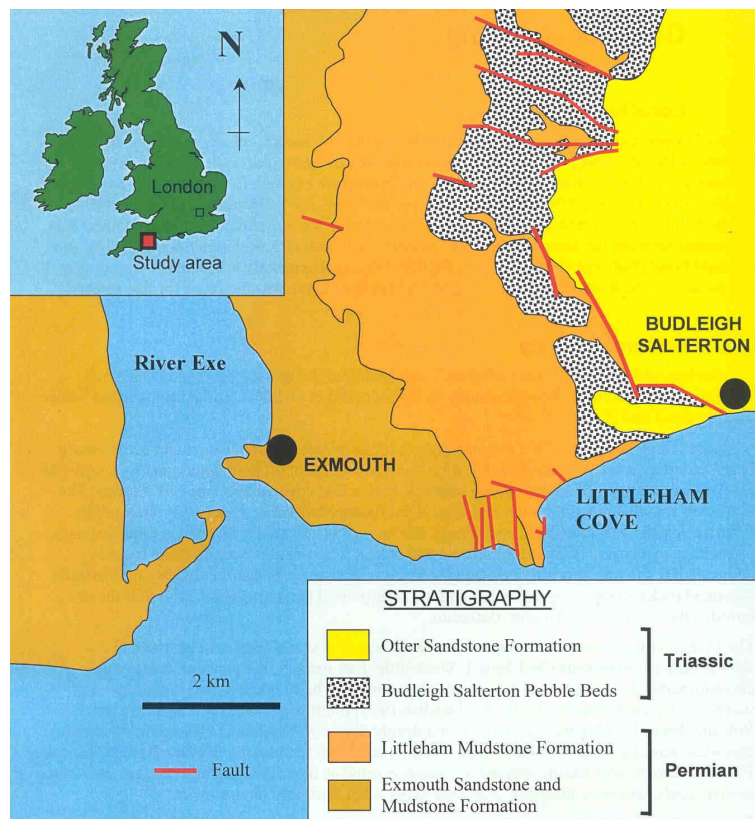 N
London
Study area
River Exe
BUDLEIGH
SALTERTON
EXMOUTH
LITTLEHAM
COVE
STRATIGRAPHY
Otter Sandstone Formation
Triassic
Budleigh Salterton Pebble Beds
Littleham Mudstone Formation
Permian
Exmouth Sandstone and
Mudstone Formation
2 km
Fault